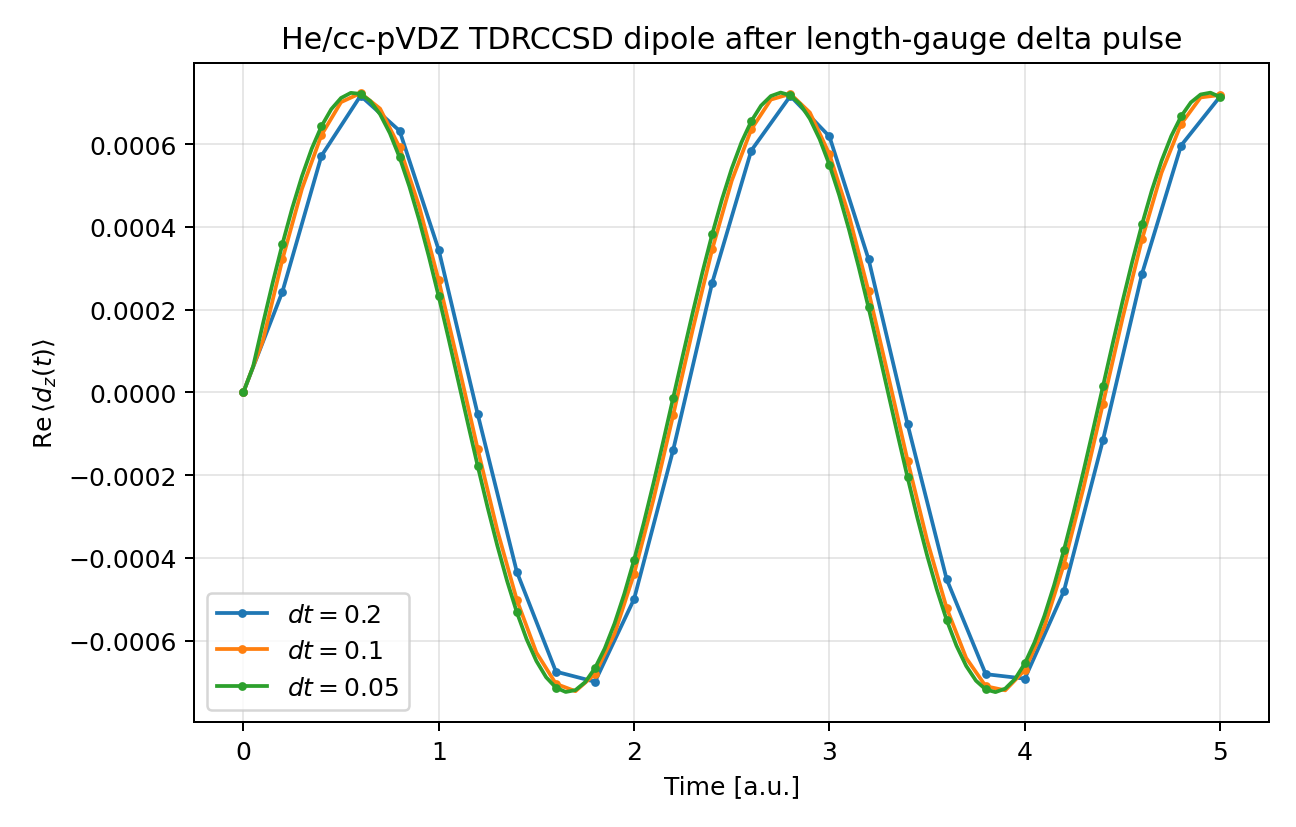 He/cc-pVDZ TDRCCSD dipole after length-gauge delta pulse
Re⟨d_z(t)⟩
0.0006
0.0004
0.0002
0.0000
−0.0002
−0.0004
−0.0006
dt = 0.2
dt = 0.1
dt = 0.05
0 1 2 3 4 5
Time [a.u.]